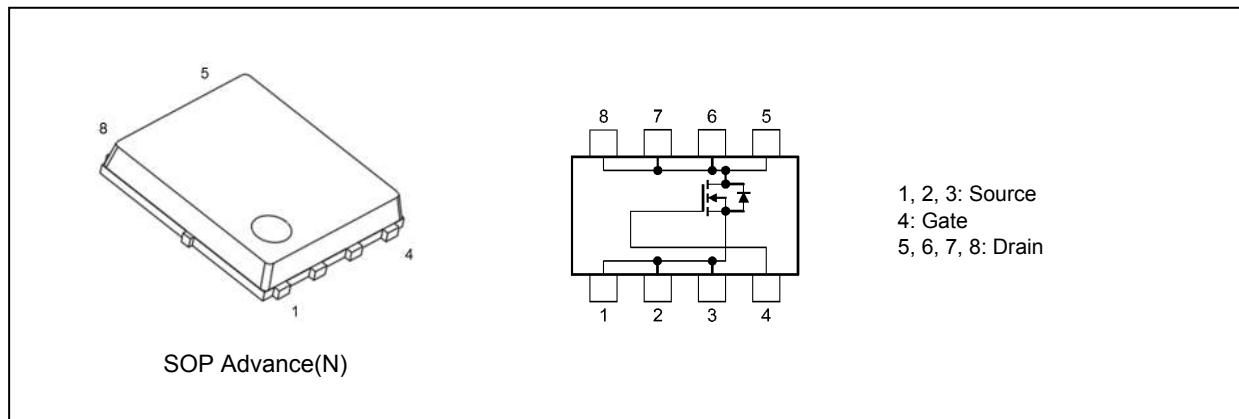 5
8
4
1
SOP Advance(N)
8 7 6 5
1 2 3 4
1, 2, 3: Source
4: Gate
5, 6, 7, 8: Drain